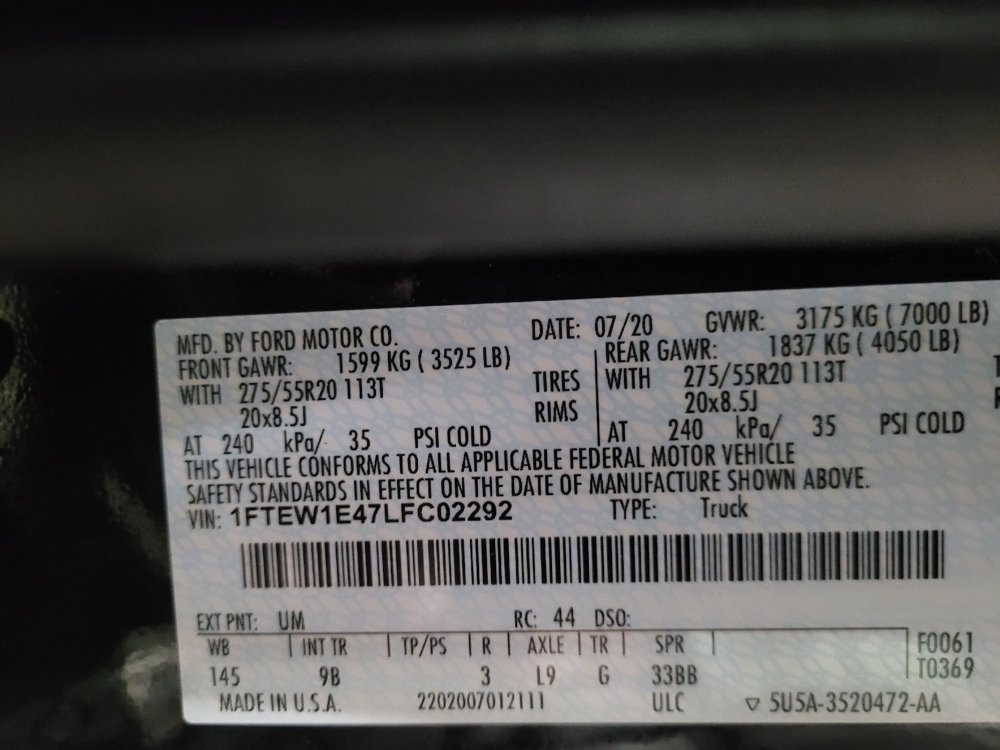 MFD. BY FORD MOTOR CO. DATE: 07/20 GVWR: 3175 KG ( 7000 LB)
FRONT GAWR: 1599 KG ( 3525 LB) REAR GAWR: 1837 KG ( 4050 LB)
WITH 275/55R20 113T TIRES WITH 275/55R20 113T
20x8.5J RIMS 20x8.5J
AT 240 kPa/ 35 PSI COLD AT 240 kPa/ 35 PSI COLD
THIS VEHICLE CONFORMS TO ALL APPLICABLE FEDERAL MOTOR VEHICLE
SAFETY STANDARDS IN EFFECT ON THE DATE OF MANUFACTURE SHOWN ABOVE.
VIN: 1FTEW1E47LFC02292 TYPE: Truck
EXT PNT: UM RC: 44 DSO:
WB INT TR TP/PS R AXLE TR SPR F0061
145 9B 3 L9 G 33BB T0369
MADE IN U.S.A. 2202007012111 ULC ▽ 5U5A-3520472-AA